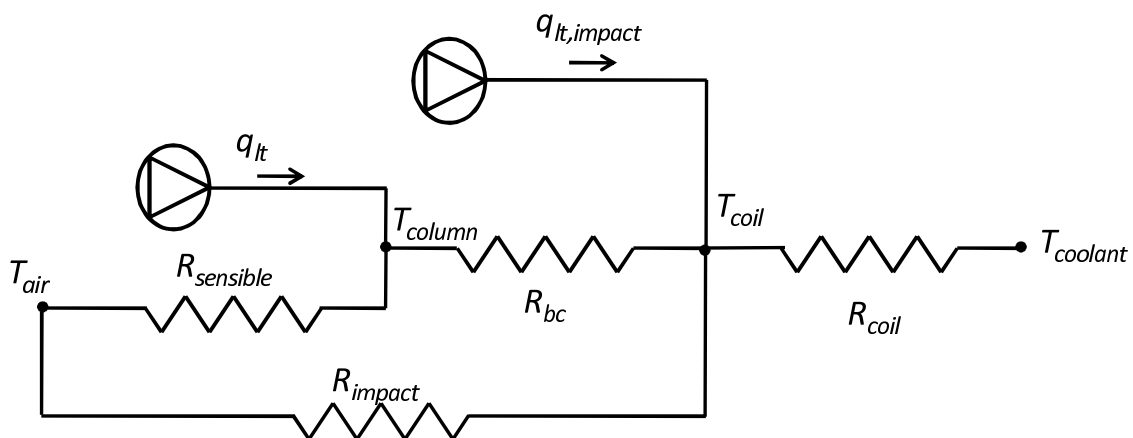 q_lt,impact
q_lt
T_column
T_coil
T_coolant
T_air
R_sensible
R_bc
R_coil
R_impact